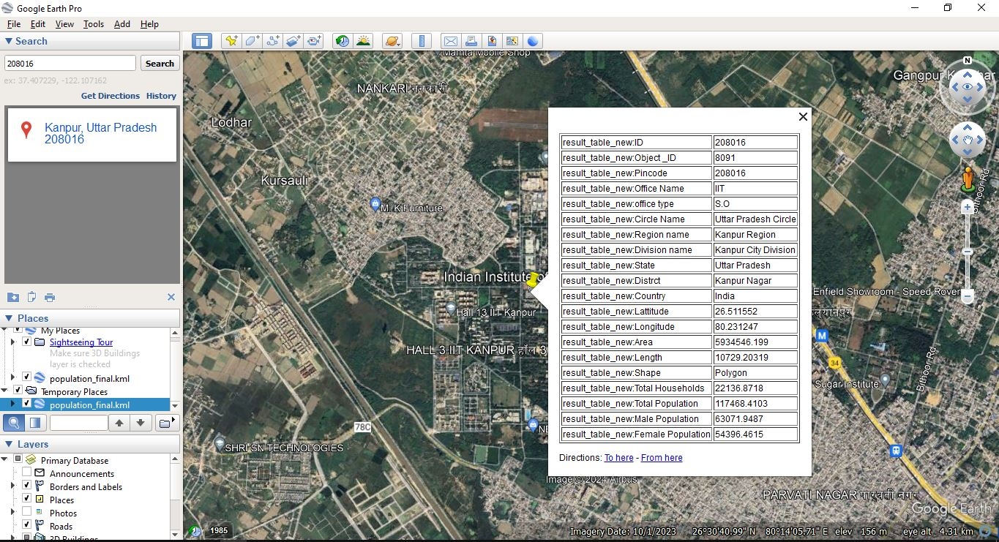 Google Earth Pro
File Edit View Tools Add Help
Search
208016
Search
ex: 37.407229, -122.107162
Get Directions History
Kanpur, Uttar Pradesh
208016
Places
My Places
Sightseeing Tour
Make sure 3D Buildings
layer is checked
population_final.kml
Temporary Places
population_final.kml
Layers
Primary Database
Announcements
Borders and Labels
Places
Photos
Roads
3D Buildings
Mamta Mobile Shop
NANKARI ननकारी
Lodhar
Kursauli
M. K Furniture
Indian Institute of
Hall 13 IIT Kanpur
HALL 3 IIT KANPUR हॉल 3
78C
SHRI SN TECHNOLOGIES
NE
Gangpur
N
Bithoor Rd
Enfield Showroom - Speed Rover
M
34
Sugar Institute
Bithoor Rd
PARVATI NAGAR पारवती नगर
result_table_new:ID 208016
result_table_new:Object _ID 8091
result_table_new:Pincode 208016
result_table_new:Office Name IIT
result_table_new:office type S.O
result_table_new:Circle Name Uttar Pradesh Circle
result_table_new:Region name Kanpur Region
result_table_new:Division name Kanpur City Division
result_table_new:State Uttar Pradesh
result_table_new:Distrct Kanpur Nagar
result_table_new:Country India
result_table_new:Lattitude 26.511552
result_table_new:Longitude 80.231247
result_table_new:Area 5934546.199
result_table_new:Length 10729.20319
result_table_new:Shape Polygon
result_table_new:Total Households 22136.8718
result_table_new:Total Population 117468.4103
result_table_new:Male Population 63071.9487
result_table_new:Female Population 54396.4615
Directions: To here - From here
Image © 2024 Airbus
Google Earth
1985
Imagery Date: 10/1/2023 26°30'40.99" N 80°14'05.71" E elev 156 m eye alt 4.31 km